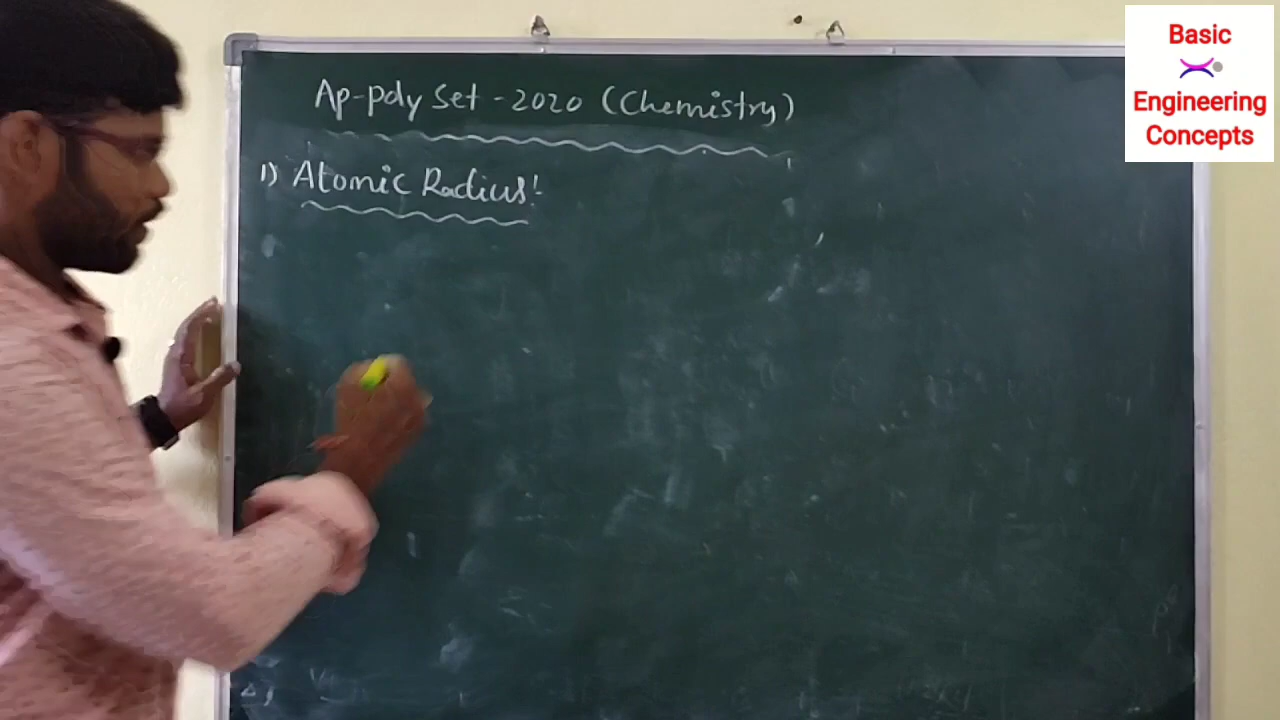 Ap-poly Set-2020 (Chemistry)
1) Atomic Radius:
Basic
Engineering
Concepts